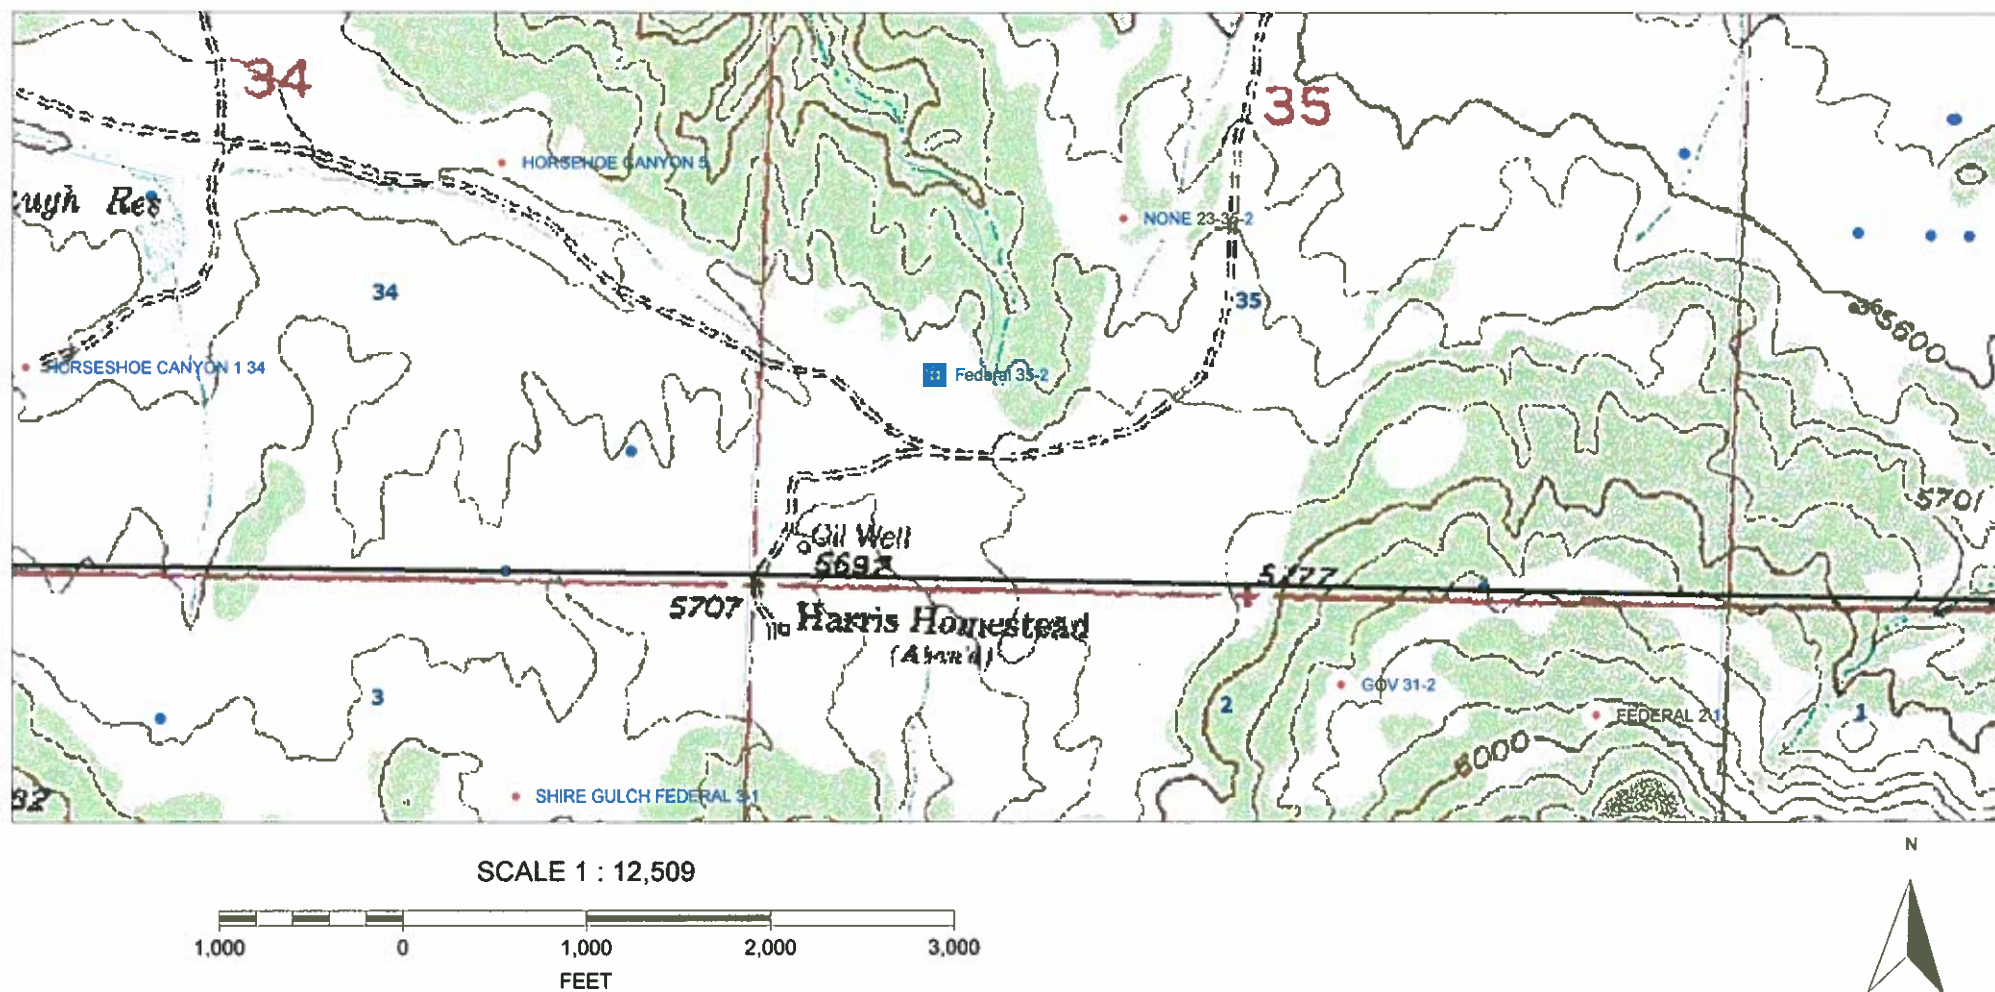 34
35
HORSEHOE CANYON 5
Res
NONE 23-35-2
34
35
5600
HORSESHOE CANYON 1 34
Federal 35-2
5701
Oil Well
5697
5707
Harris Homestead
(Aban'd)
3
2
GOV 31-2
FEDERAL 2-1
1
6000
SHIRE GULCH FEDERAL 3-1
SCALE 1 : 12,509
N
1,000 0 1,000 2,000 3,000
FEET